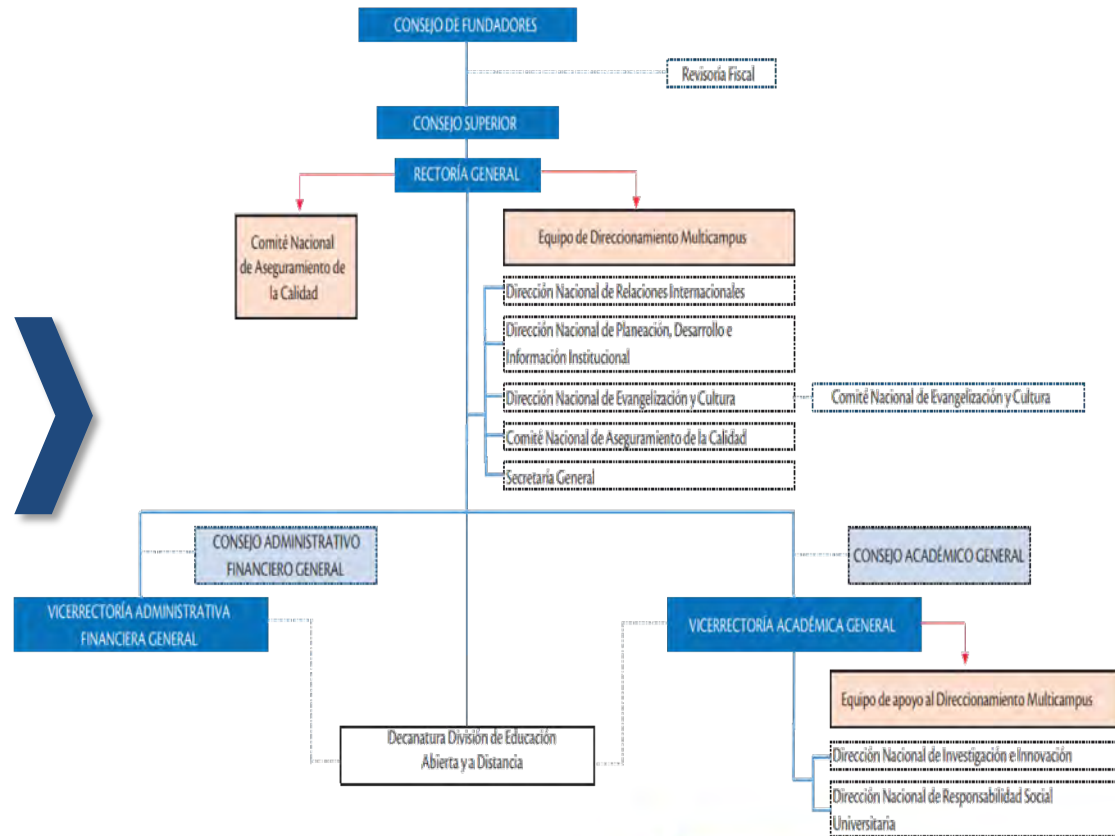 CONSEJO DE FUNDADORES
Revisoría Fiscal
CONSEJO SUPERIOR
RECTORÍA GENERAL
Comité Nacional
de Aseguramiento de
la Calidad
Equipo de Direccionamiento Multicampus
Dirección Nacional de Relaciones Internacionales
Dirección Nacional de Planeación, Desarrollo e
Información Institucional
Dirección Nacional de Evangelización y Cultura
Comité Nacional de Evangelización y Cultura
Comité Nacional de Aseguramiento de la Calidad
Secretaría General
CONSEJO ADMINISTRATIVO
FINANCIERO GENERAL
CONSEJO ACADÉMICO GENERAL
VICERRECTORÍA ADMINISTRATIVA
FINANCIERA GENERAL
VICERRECTORÍA ACADÉMICA GENERAL
Equipo de apoyo al Direccionamiento Multicampus
Decanatura División de Educación
Abierta y a Distancia
Dirección Nacional de Investigación e Innovación
Dirección Nacional de Responsabilidad Social
Universitaria